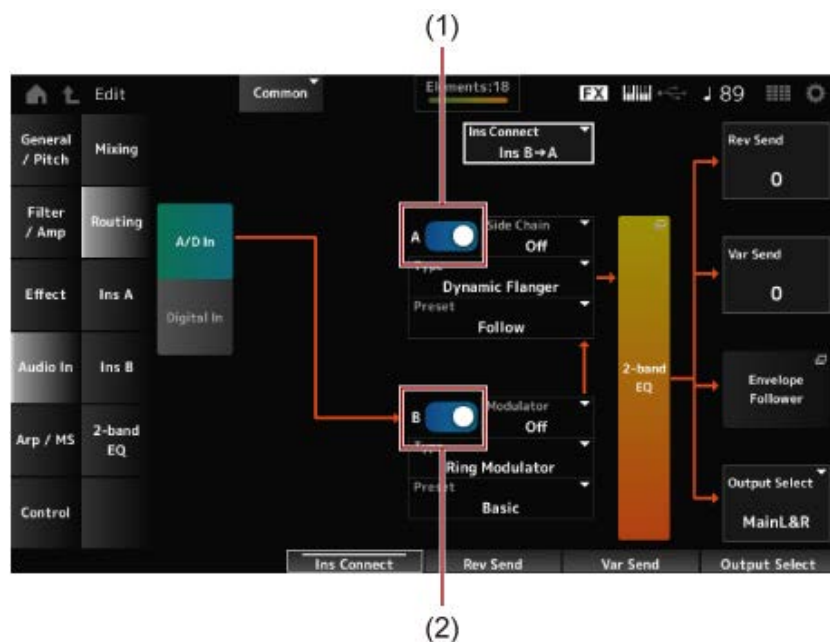 (1)
Edit
Common
Elements:18
FX
♩ 89
General
/ Pitch
Mixing
Filter
/ Amp
Routing
Effect
Ins A
Audio In
Ins B
Arp / MS
2-band
EQ
Control
A/D In
Digital In
Ins Connect
Ins B→A
A
Side Chain
Off
Type
Dynamic Flanger
Preset
Follow
B
Modulator
Off
Type
Ring Modulator
Preset
Basic
2-band
EQ
Rev Send
0
Var Send
0
Envelope
Follower
Output Select
MainL&R
Ins Connect
Rev Send
Var Send
Output Select
(2)